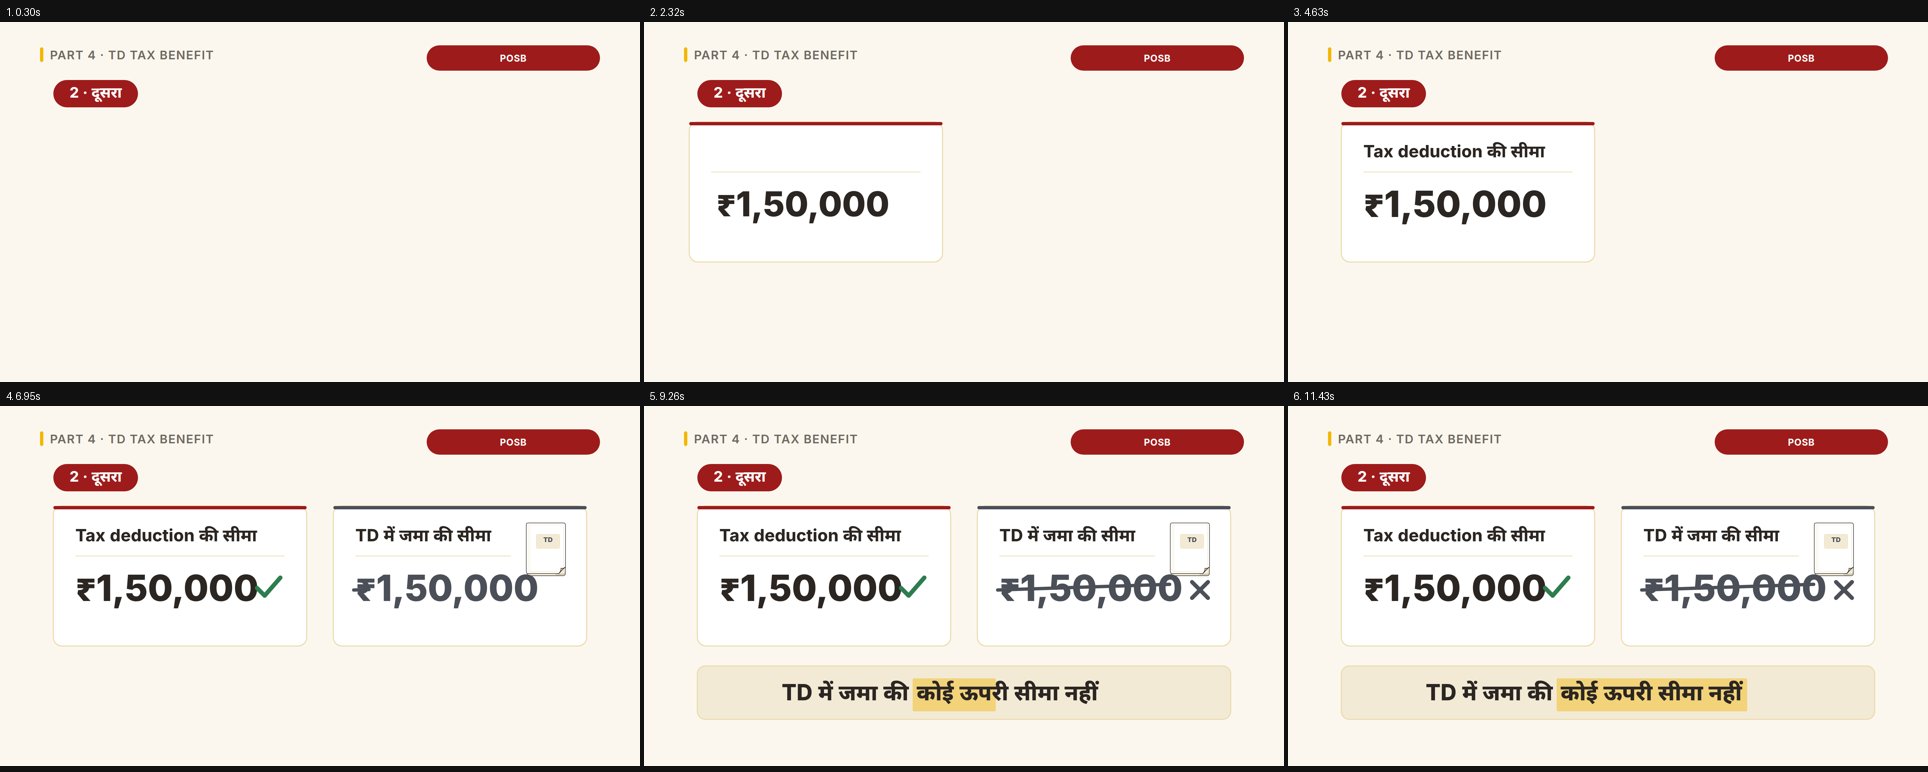 1. 0.30s
PART 4 · TD TAX BENEFIT
POSB
2 · दूसरा
2. 2.32s
PART 4 · TD TAX BENEFIT
POSB
2 · दूसरा
₹1,50,000
3. 4.63s
PART 4 · TD TAX BENEFIT
POSB
2 · दूसरा
Tax deduction की सीमा
₹1,50,000
4. 6.95s
PART 4 · TD TAX BENEFIT
POSB
2 · दूसरा
Tax deduction की सीमा
₹1,50,000
TD में जमा की सीमा
TD
₹1,50,000
5. 9.26s
PART 4 · TD TAX BENEFIT
POSB
2 · दूसरा
Tax deduction की सीमा
₹1,50,000
TD में जमा की सीमा
TD
₹1,50,000
TD में जमा की कोई ऊपरी सीमा नहीं
6. 11.43s
PART 4 · TD TAX BENEFIT
POSB
2 · दूसरा
Tax deduction की सीमा
₹1,50,000
TD में जमा की सीमा
TD
₹1,50,000
TD में जमा की कोई ऊपरी सीमा नहीं